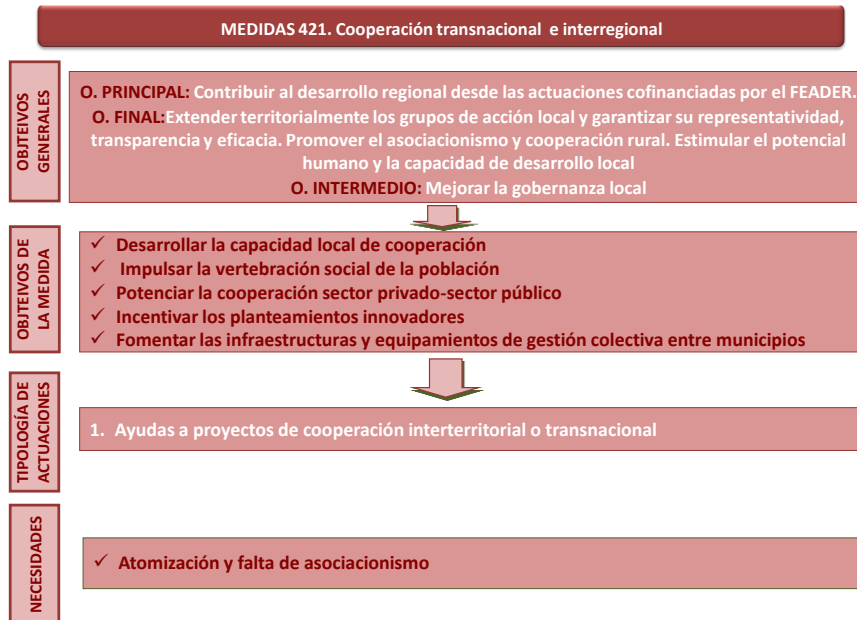 MEDIDAS 421. Cooperación transnacional e interregional
OBJTEIVOS
GENERALES
O. PRINCIPAL: Contribuir al desarrollo regional desde las actuaciones cofinanciadas por el FEADER.
O. FINAL:Extender territorialmente los grupos de acción local y garantizar su representatividad,
transparencia y eficacia. Promover el asociacionismo y cooperación rural. Estimular el potencial
humano y la capacidad de desarrollo local
O. INTERMEDIO: Mejorar la gobernanza local
OBJTEIVOS DE
LA MEDIDA
✓ Desarrollar la capacidad local de cooperación
✓ Impulsar la vertebración social de la población
✓ Potenciar la cooperación sector privado-sector público
✓ Incentivar los planteamientos innovadores
✓ Fomentar las infraestructuras y equipamientos de gestión colectiva entre municipios
TIPOLOGÍA DE
ACTUACIONES
1. Ayudas a proyectos de cooperación interterritorial o transnacional
NECESIDADES
✓ Atomización y falta de asociacionismo